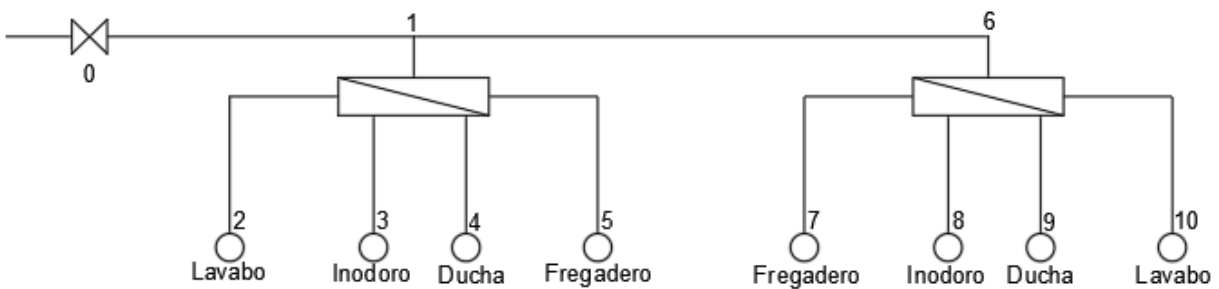 1
6
0
2
3
4
5
7
8
9
10
Lavabo
Inodoro
Ducha
Fregadero
Fregadero
Inodoro
Ducha
Lavabo